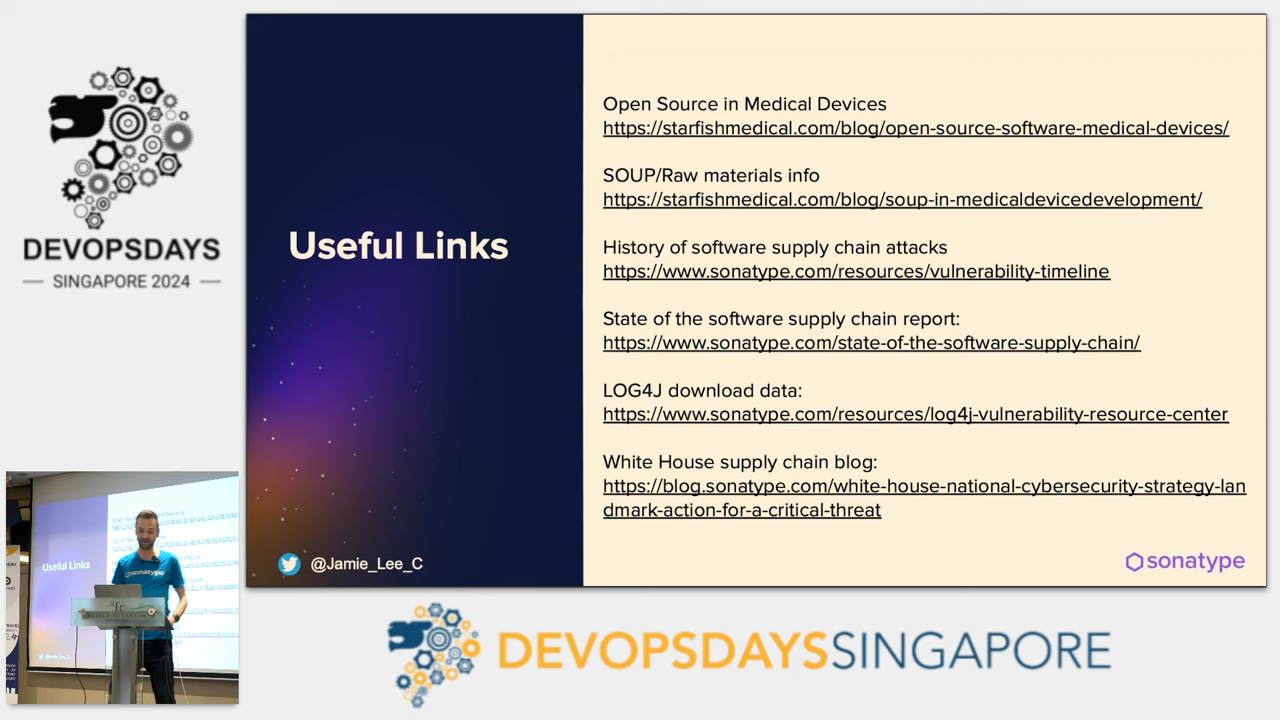 DEVOPSDAYS
SINGAPORE 2024
Useful Links
@Jamie_Lee_C
Open Source in Medical Devices
https://starfishmedical.com/blog/open-source-software-medical-devices/
SOUP/Raw materials info
https://starfishmedical.com/blog/soup-in-medicaldevicedevelopment/
History of software supply chain attacks
https://www.sonatype.com/resources/vulnerability-timeline
State of the software supply chain report:
https://www.sonatype.com/state-of-the-software-supply-chain/
LOG4J download data:
https://www.sonatype.com/resources/log4j-vulnerability-resource-center
White House supply chain blog:
https://blog.sonatype.com/white-house-national-cybersecurity-strategy-lan
dmark-action-for-a-critical-threat
sonatype
Useful Links
sonatype
DEVOPSDAYSSINGAPORE